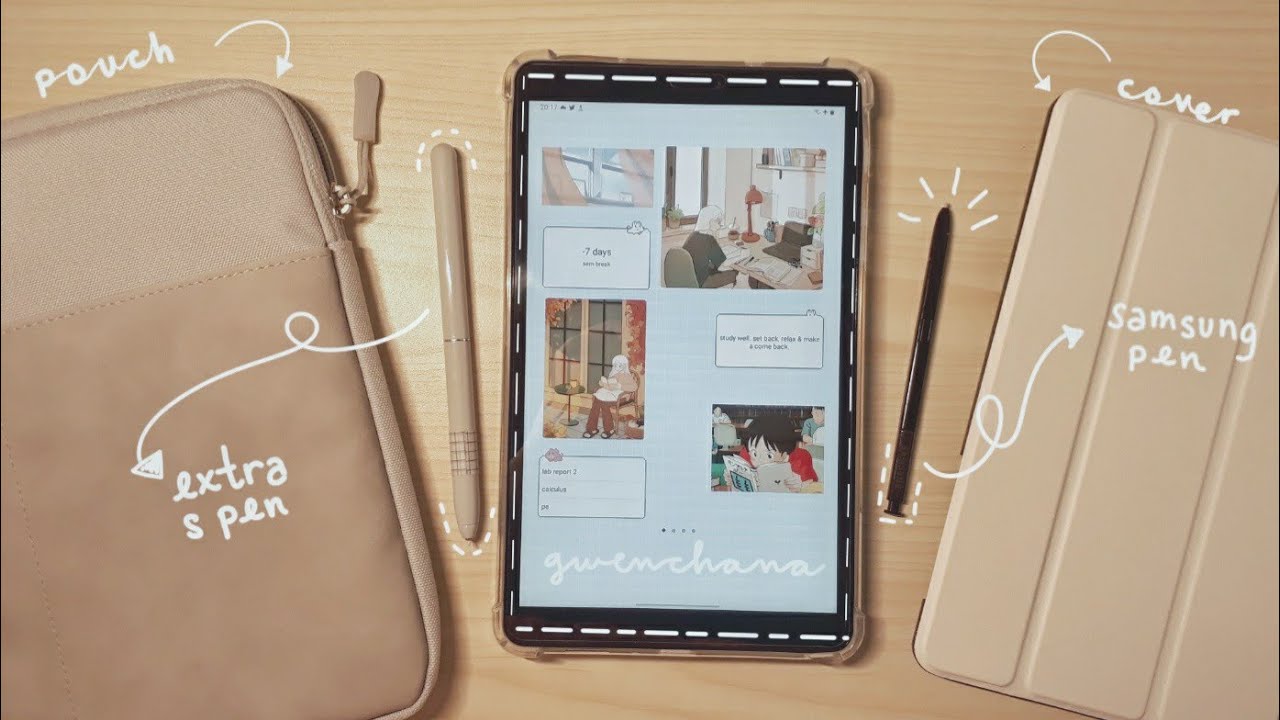 pouch
cover
20:17
-7 days
sem break
study well, set back, relax & make
a come back
samsung
pen
lab report 2
calculus
ps
extra
s pen
gwenchana